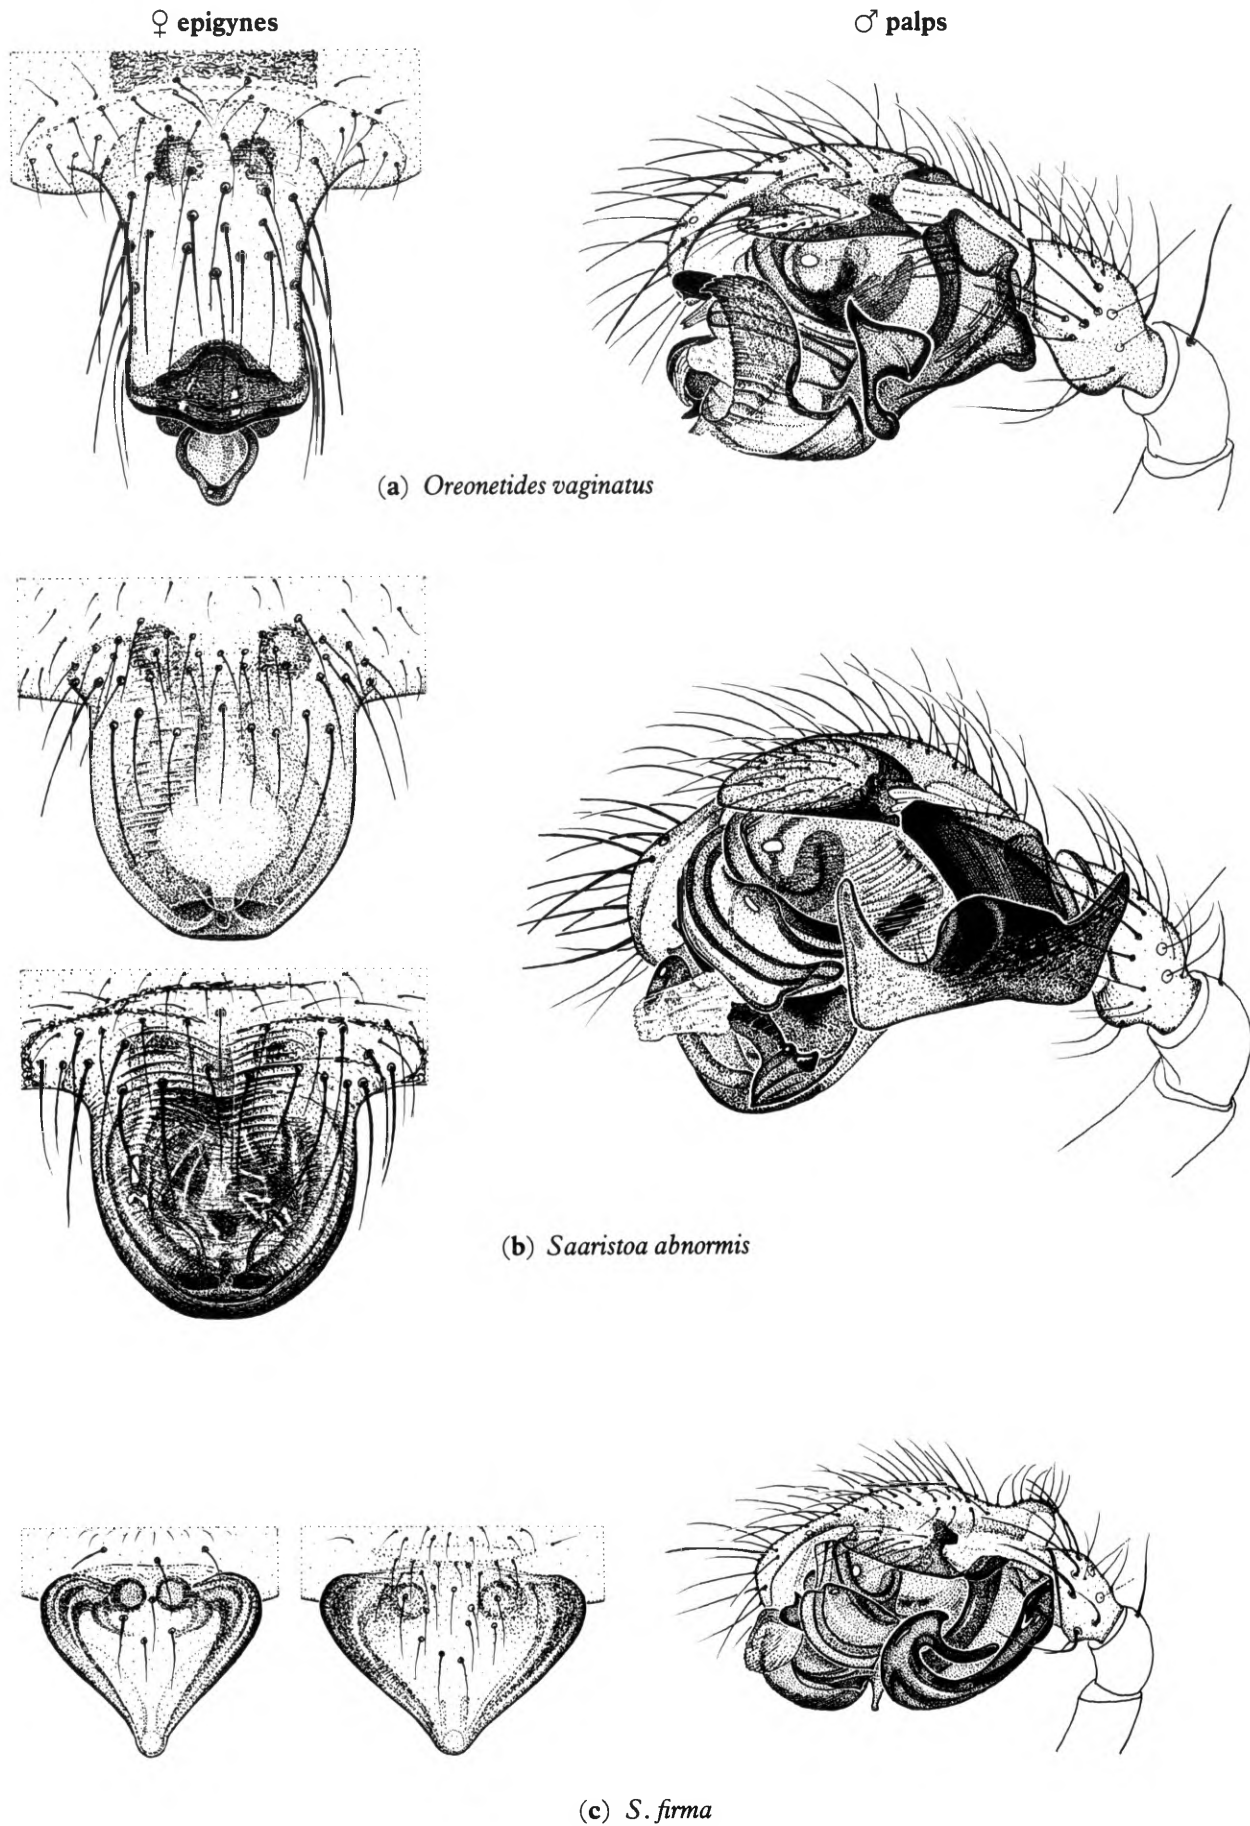 ♀ epigynes
♂ palps
(a) Oreonetides vaginatus
(b) Saaristoa abnormis
(c) S. firma